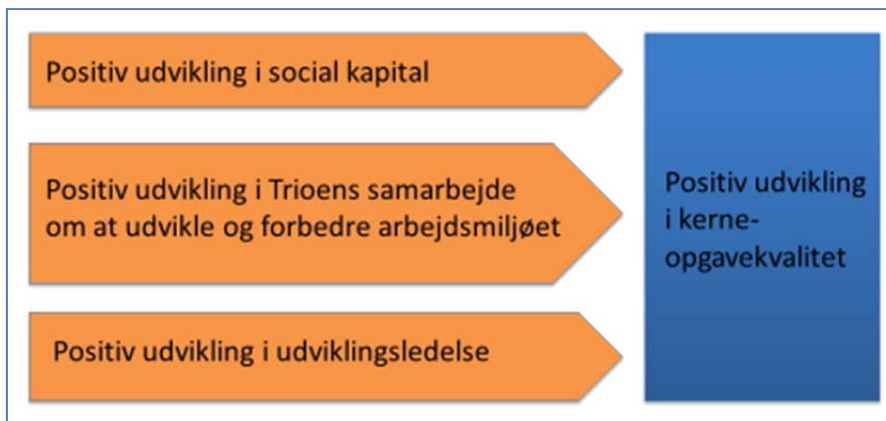 Positiv udvikling i social kapital
Positiv udvikling i Trioens samarbejde
om at udvikle og forbedre arbejdsmiljøet
Positiv udvikling i udviklingsledelse
Positiv udvikling
i kerne-
opgavekvalitet